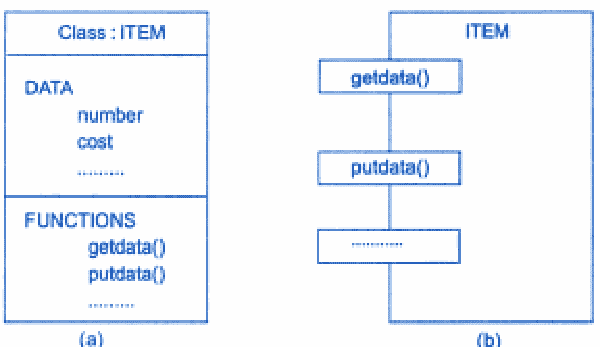 Class : ITEM
DATA
number
cost
.........
FUNCTIONS
getdata()
putdata()
.........
(a)
ITEM
getdata()
putdata()
...........
(b)